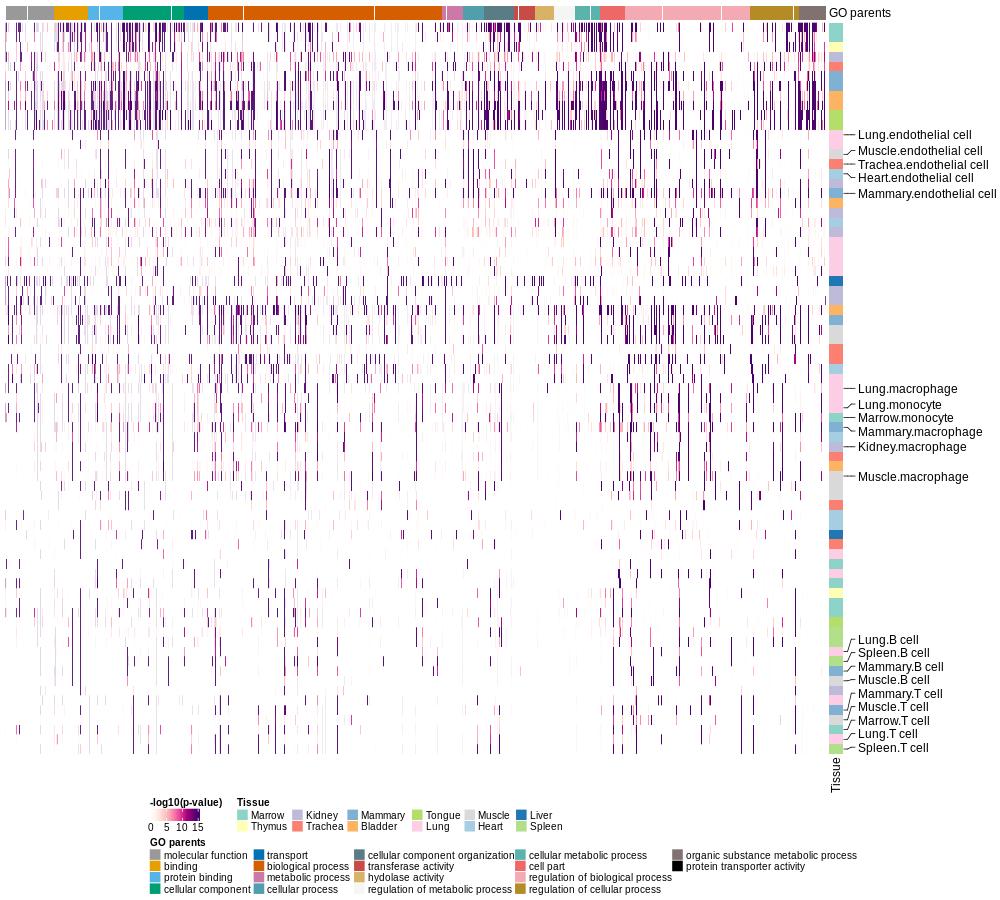 GO parents
Lung.endothelial cell
Muscle.endothelial cell
Trachea.endothelial cell
Heart.endothelial cell
Mammary.endothelial cell
Lung.macrophage
Lung.monocyte
Marrow.monocyte
Mammary.macrophage
Kidney.macrophage
Muscle.macrophage
Lung.B cell
Spleen.B cell
Mammary.B cell
Muscle.B cell
Mammary.T cell
Muscle.T cell
Marrow.T cell
Lung.T cell
Spleen.T cell
Tissue
-log10(p-value) Tissue
Marrow Kidney Mammary Tongue Muscle Liver
0 5 10 15 Thymus Trachea Bladder Lung Heart Spleen
GO parents
molecular function transport cellular component organization cellular metabolic process organic substance metabolic process
binding biological process transferase activity cell part protein transporter activity
protein binding metabolic process hydolase activity regulation of biological process
cellular component cellular process regulation of metabolic process regulation of cellular process